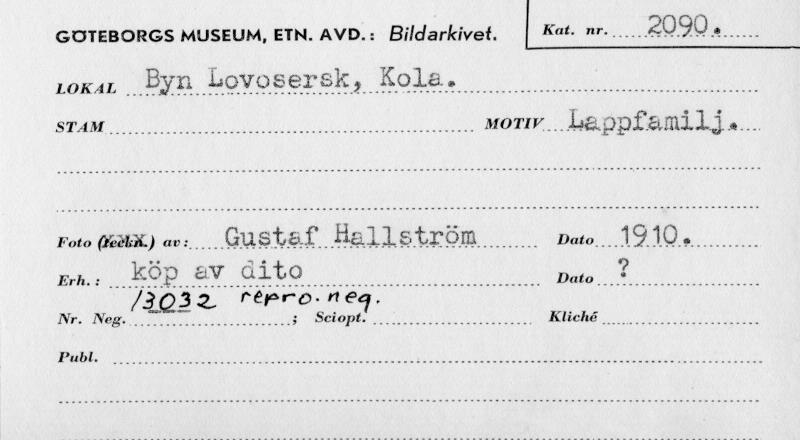 GÖTEBORGS MUSEUM, ETN. AVD.: Bildarkivet. Kat. nr. 2090.
LOKAL Byn Lovosersk, Kola.
STAM MOTIV Lappfamilj.
Foto (teckn.) av: Gustaf Hallström Dato 1910.
Erh.: köp av dito Dato ?
13032 repro.neg.
Nr. Neg. ; Sciopt. Kliché
Publ.